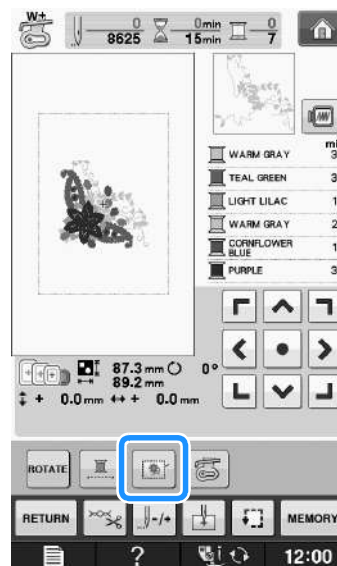 W+
0 0min 0
8625 15min 7
min
WARM GRAY 3
TEAL GREEN 3
LIGHT LILAC 1
WARM GRAY 2
CORNFLOWER BLUE 1
PURPLE 3
87.3 mm 0°
89.2 mm
+ 0.0 mm + 0.0 mm
ROTATE
RETURN -/+ MEMORY
? i 12:00